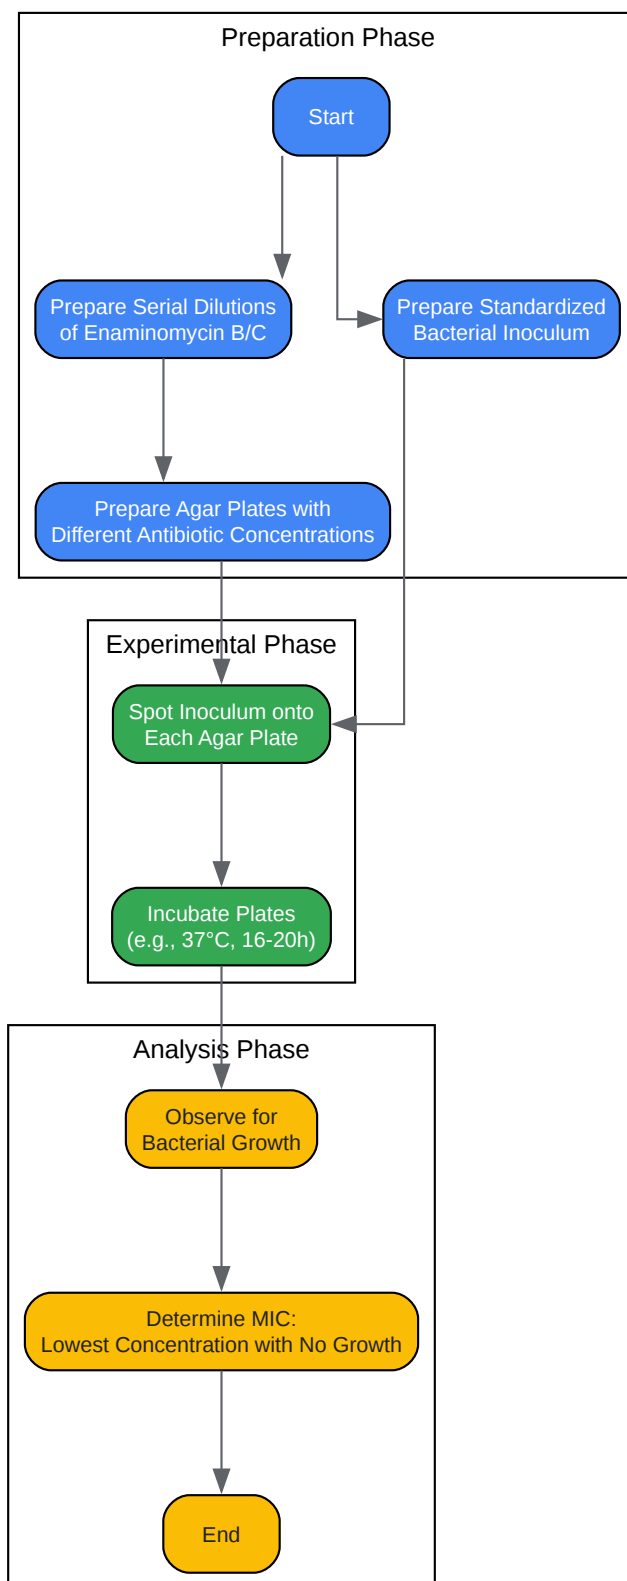 Preparation Phase
Start
Prepare Serial Dilutions
of Enaminomycin B/C
Prepare Standardized
Bacterial Inoculum
Prepare Agar Plates with
Different Antibiotic Concentrations
Experimental Phase
Spot Inoculum onto
Each Agar Plate
Incubate Plates
(e.g., 37°C, 16-20h)
Analysis Phase
Observe for
Bacterial Growth
Determine MIC:
Lowest Concentration with No Growth
End